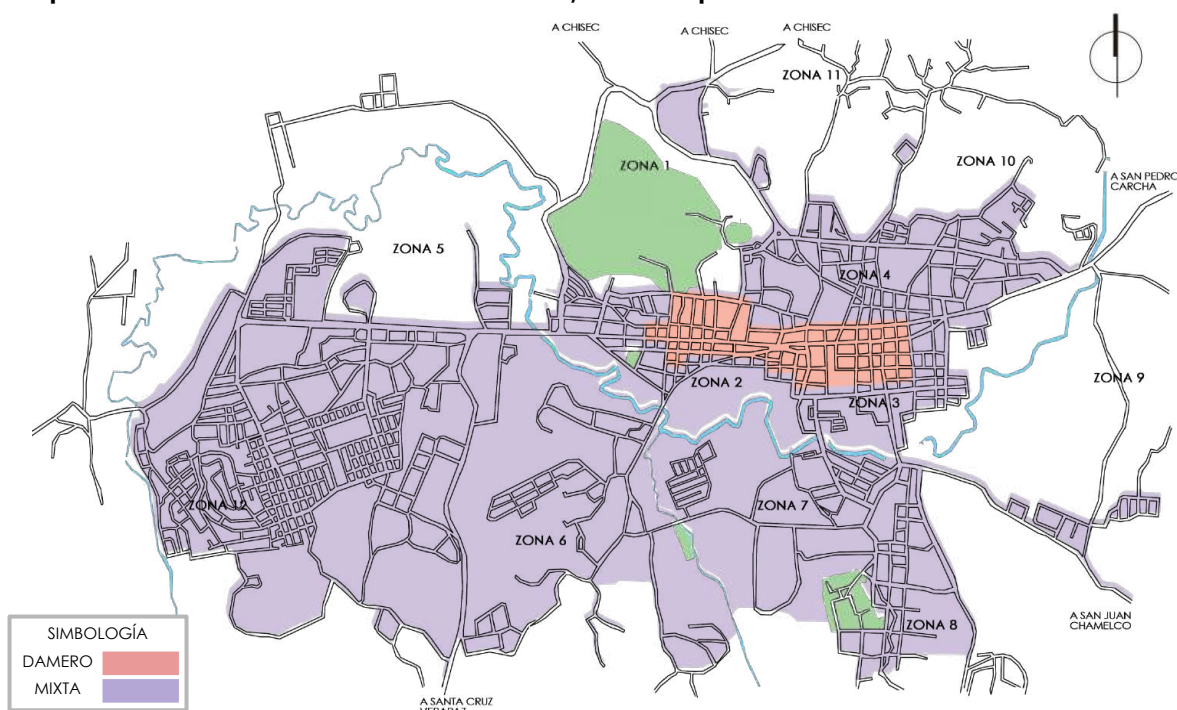 A CHISEC
A CHISEC
A CHISEC
ZONA 11
ZONA 1
ZONA 10
A SAN PEDRO
CARCHA
ZONA 5
ZONA 4
ZONA 2
ZONA 9
ZONA 3
ZONA 12
ZONA 7
ZONA 6
ZONA 8
A SAN JUAN
CHAMELCO
SIMBOLOGÍA
DAMERO
MIXTA
A SANTA CRUZ
VERAPAZ